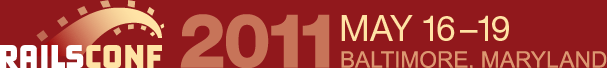 RAILSCONF
2011
MAY 16–19
BALTIMORE, MARYLAND